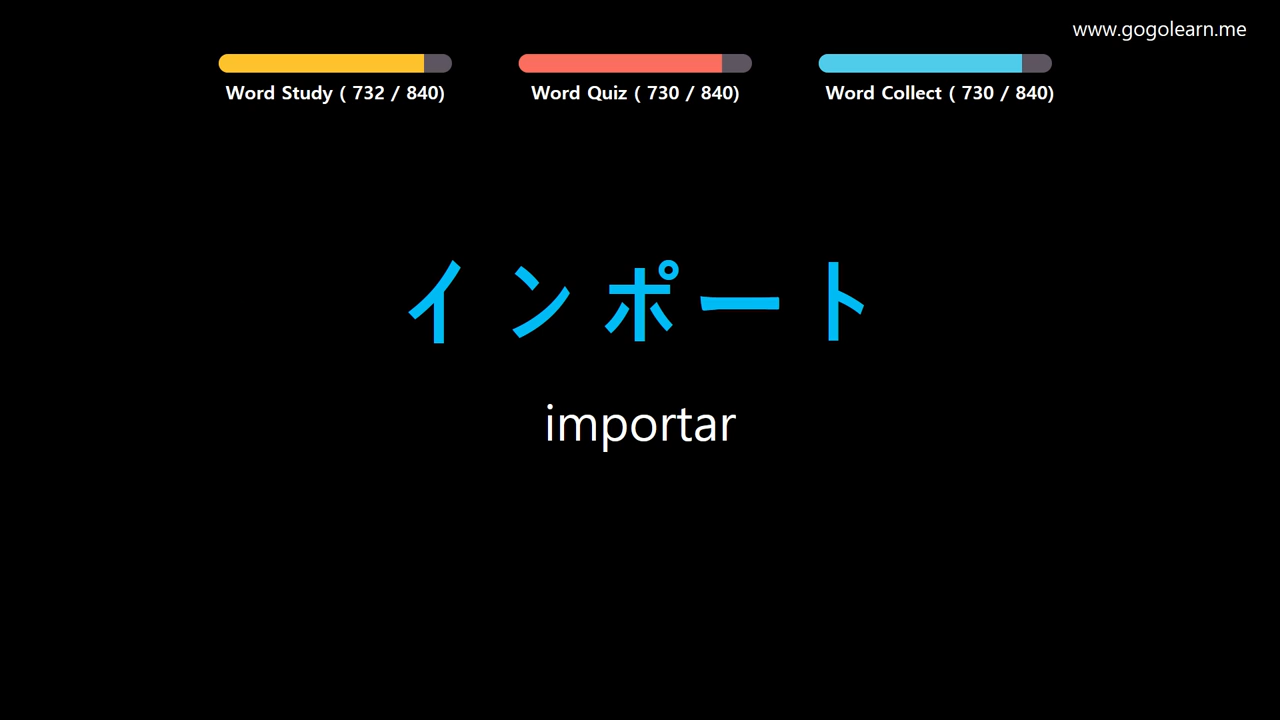 www.gogolearn.me
Word Study ( 732 / 840)
Word Quiz ( 730 / 840)
Word Collect ( 730 / 840)
インポート
importar